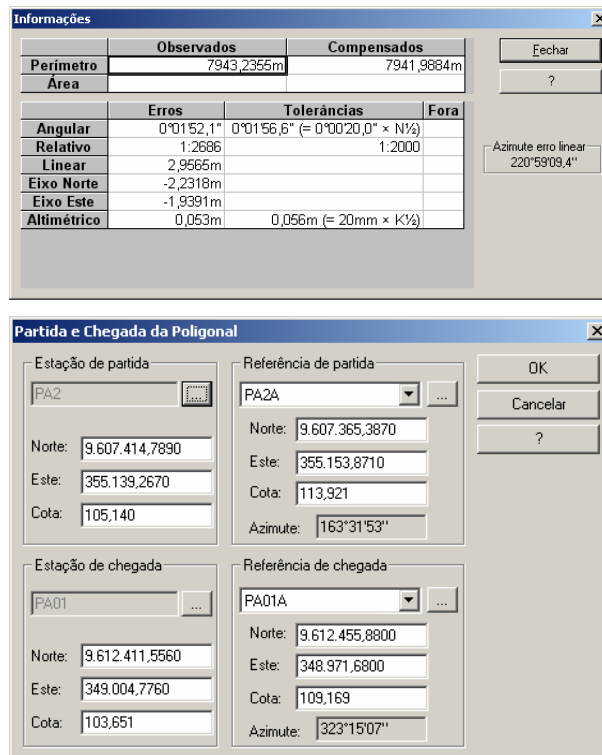 Informações
Observados Compensados
Perímetro 7943,2355m 7941,9884m
Área
Fechar
?
Erros Tolerâncias Fora
Angular 0°01'52,1" 0°01'56,6" (= 0°00'20,0" × N½)
Relativo 1:2686 1:2000
Linear 2,9565m
Eixo Norte -2,2318m
Eixo Este -1,9391m
Altimétrico 0,053m 0,056m (= 20mm × K½)
Azimute erro linear
220°59'09,4''
Partida e Chegada da Poligonal
Estação de partida
PA2 ...
Norte: 9.607.414,7890
Este: 355.139,2670
Cota: 105,140
Referência de partida
PA2A ...
Norte: 9.607.365,3870
Este: 355.153,8710
Cota: 113,921
Azimute: 163°31'53''
OK
Cancelar
?
Estação de chegada
PA01 ...
Norte: 9.612.411,5560
Este: 349.004,7760
Cota: 103,651
Referência de chegada
PA01A ...
Norte: 9.612.455,8800
Este: 348.971,6800
Cota: 109,169
Azimute: 323°15'07''